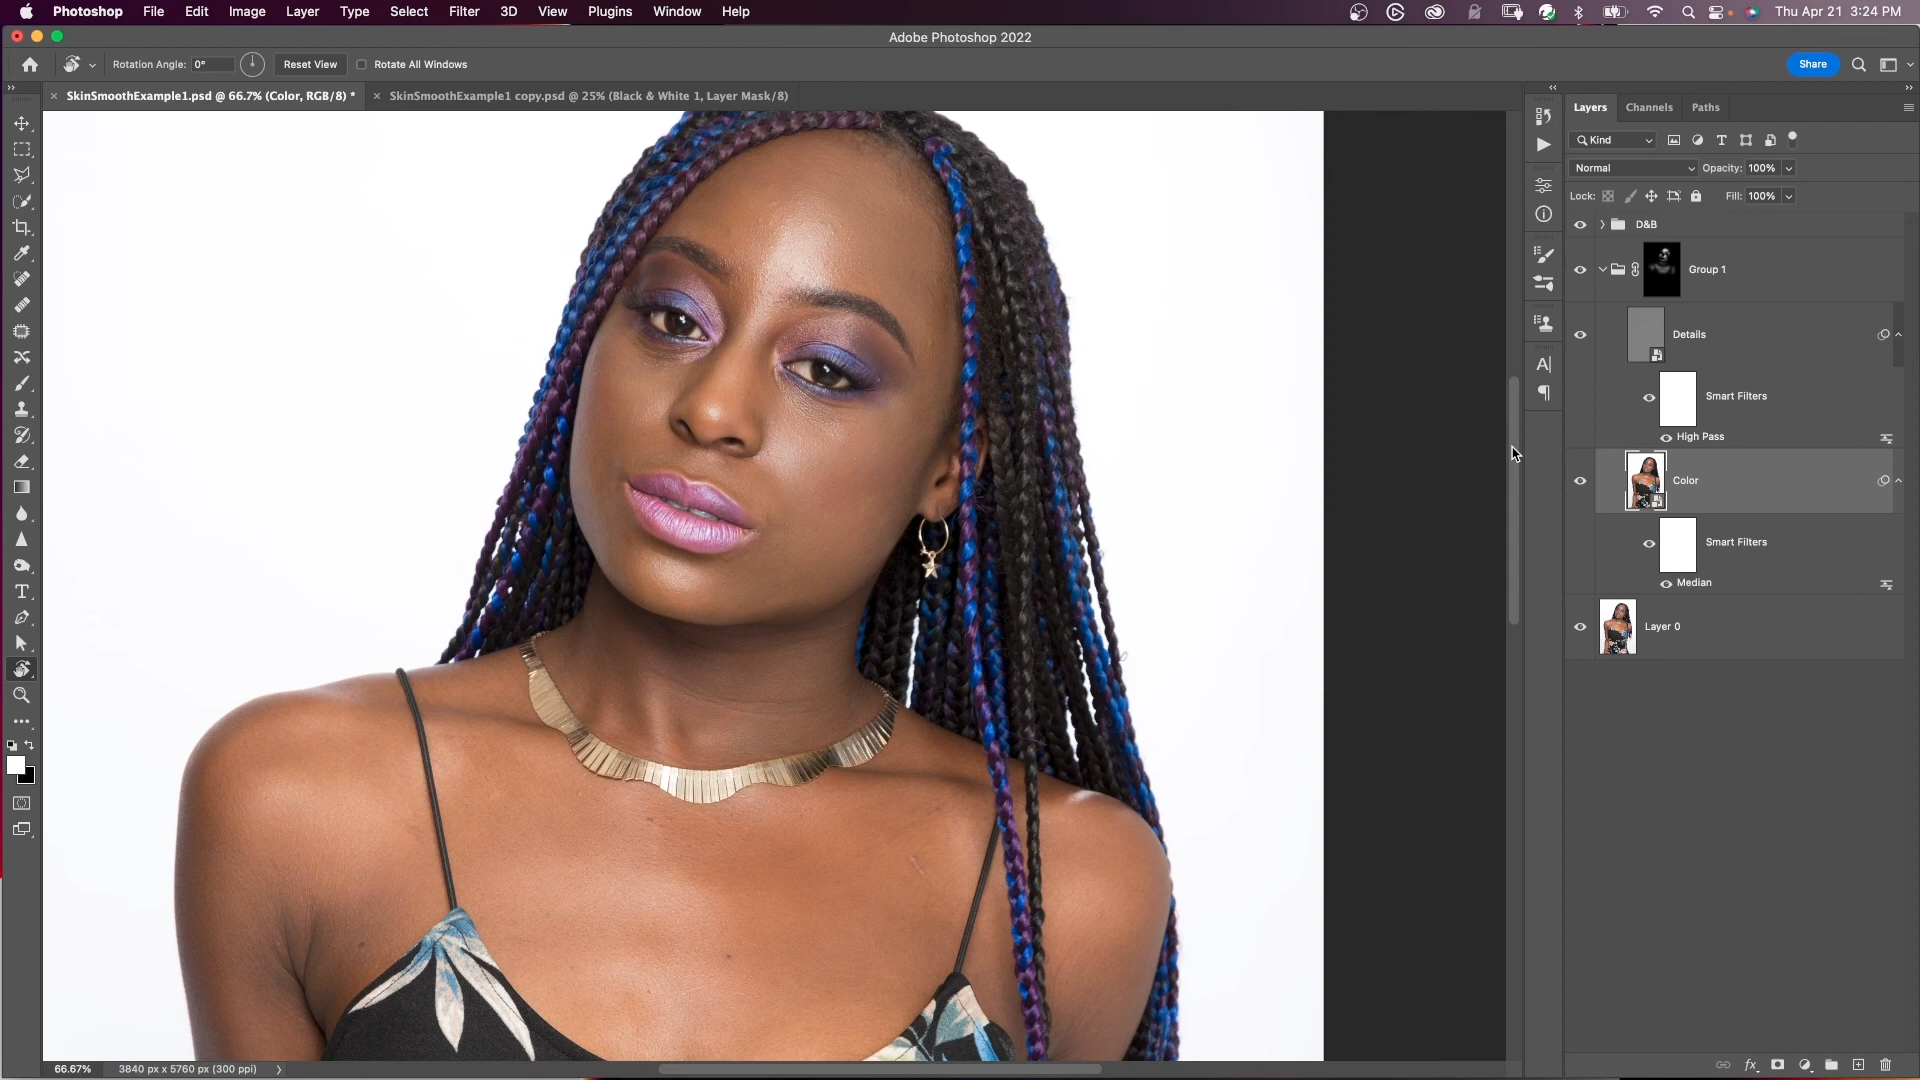 Photoshop File Edit Image Layer Type Select Filter 3D View Plugins Window Help Thu Apr 21 3:24 PM
Adobe Photoshop 2022
Rotation Angle: 0° Reset View Rotate All Windows Share
SkinSmoothExample1.psd @ 66.7% (Color, RGB/8) * SkinSmoothExample1 copy.psd @ 25% (Black & White 1, Layer Mask/8)
Layers Channels Paths
Kind
Normal Opacity: 100%
Lock: Fill: 100%
D&B
Group 1
Details
Smart Filters
High Pass
Color
Smart Filters
Median
Layer 0
66.67% 3840 px x 5760 px (300 ppi)